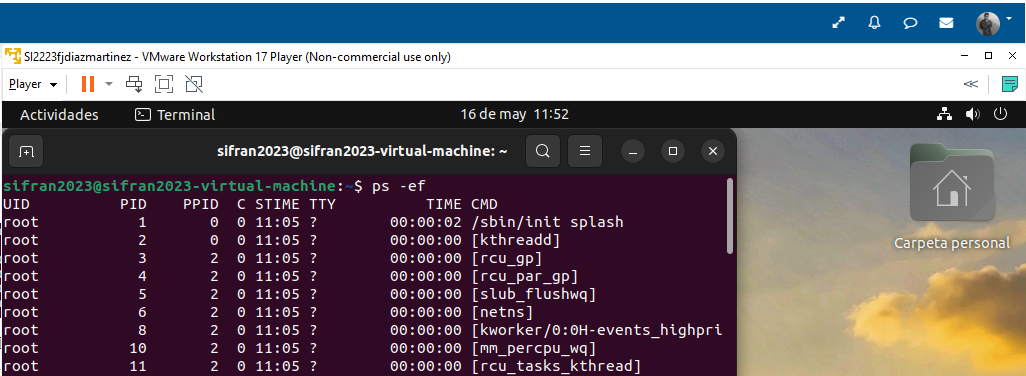 SI2223fjdiazmartinez - VMware Workstation 17 Player (Non-commercial use only)
Player
Actividades Terminal 16 de may 11:52
sifran2023@sifran2023-virtual-machine: ~
sifran2023@sifran2023-virtual-machine:~$ ps -ef
UID PID PPID C STIME TTY TIME CMD
root 1 0 0 11:05 ? 00:00:02 /sbin/init splash
root 2 0 0 11:05 ? 00:00:00 [kthreadd]
root 3 2 0 11:05 ? 00:00:00 [rcu_gp]
root 4 2 0 11:05 ? 00:00:00 [rcu_par_gp]
root 5 2 0 11:05 ? 00:00:00 [slub_flushwq]
root 6 2 0 11:05 ? 00:00:00 [netns]
root 8 2 0 11:05 ? 00:00:00 [kworker/0:0H-events_highpri
root 10 2 0 11:05 ? 00:00:00 [mm_percpu_wq]
root 11 2 0 11:05 ? 00:00:00 [rcu_tasks_kthread]
Carpeta personal